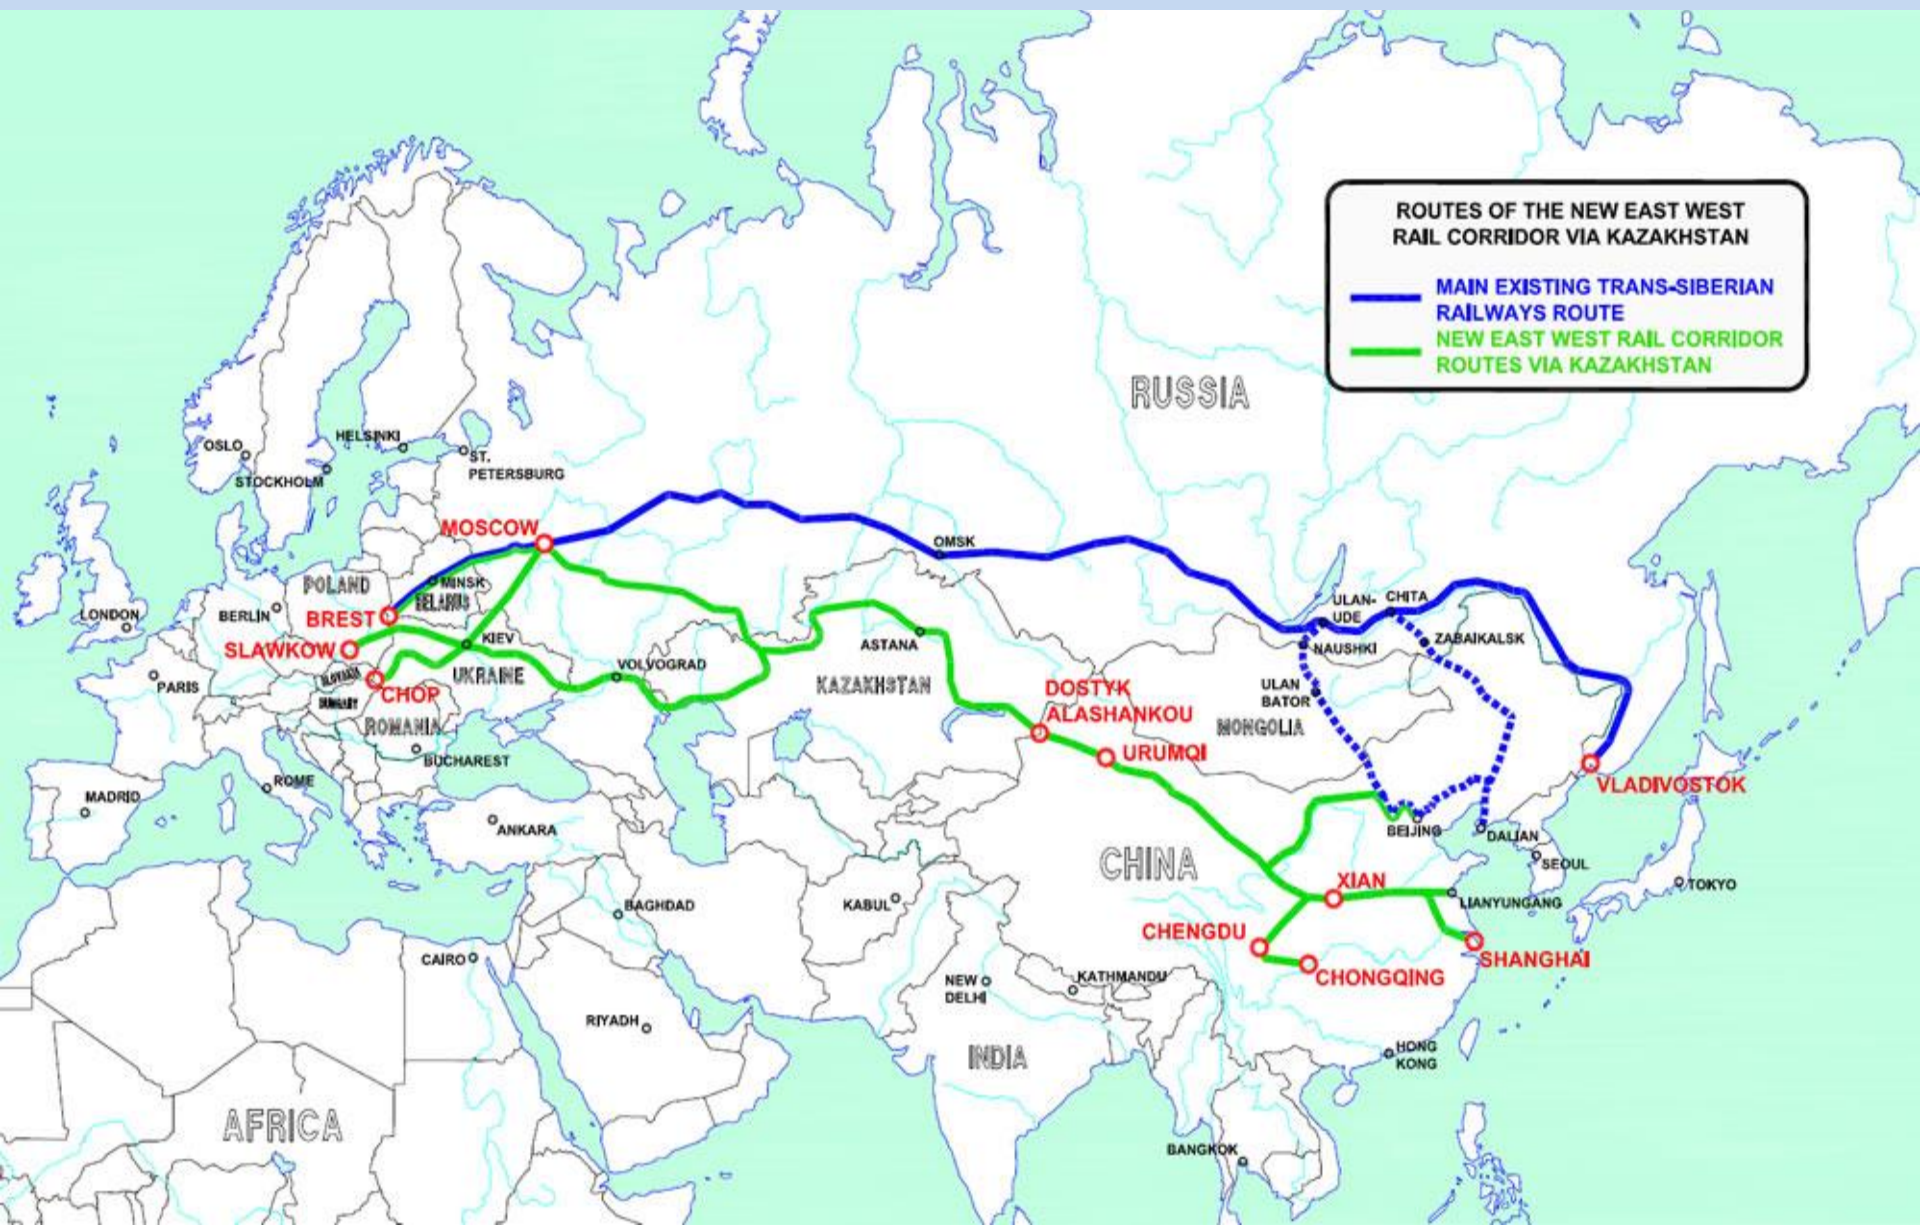 ROUTES OF THE NEW EAST WEST
RAIL CORRIDOR VIA KAZAKHSTAN
MAIN EXISTING TRANS-SIBERIAN
RAILWAYS ROUTE
NEW EAST WEST RAIL CORRIDOR
ROUTES VIA KAZAKHSTAN
RUSSIA
OSLO
HELSINKI
ST.
PETERSBURG
STOCKHOLM
MOSCOW
OMSK
POLAND
MINSK
BELARUS
LONDON
BERLIN
BREST
ULAN-
UDE
CHITA
SLAWKOW
KIEV
ASTANA
NAUSHKI
ZABAIKALSK
PARIS
SLOVAKIA
CHOP
UKRAINE
VOLVOGRAD
KAZAKHSTAN
DOSTYK
ALASHANKOU
ULAN
BATOR
HUNGARY
ROMANIA
MONGOLIA
BUCHAREST
URUMQI
MADRID
ROME
VLADIVOSTOK
ANKARA
BEIJING
DALIAN
CHINA
SEOUL
XIAN
TOKYO
BAGHDAD
KABUL
LIANYUNGANG
CHENGDU
CAIRO
SHANGHAI
NEW
DELHI
KATHMANDU
CHONGQING
RIYADH
INDIA
HONG
KONG
AFRICA
BANGKOK